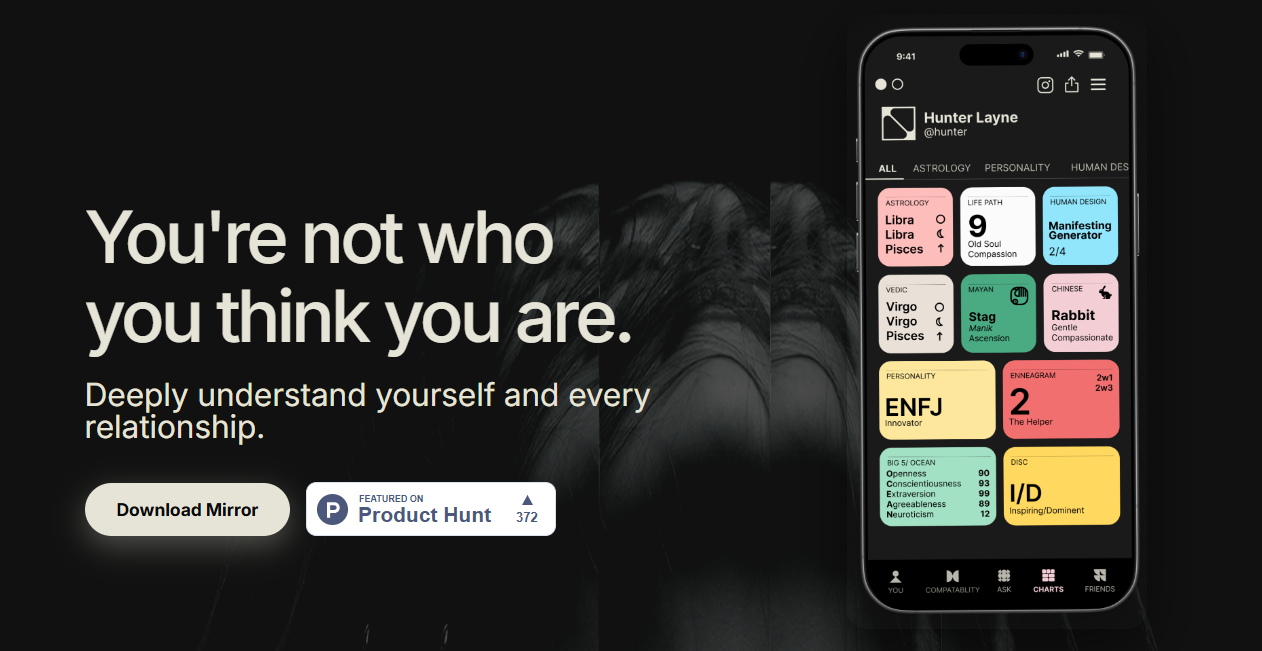 You're not who
you think you are.
Deeply understand yourself and every
relationship.
Download Mirror
FEATURED ON
Product Hunt
372
9:41
Hunter Layne
@hunter
ALL ASTROLOGY PERSONALITY HUMAN DES
ASTROLOGY
Libra
Libra
Pisces
LIFE PATH
9
Old Soul
Compassion
HUMAN DESIGN
Manifesting
Generator
2/4
VEDIC
Virgo
Virgo
Pisces
MAYAN
Stag
Manik
Ascension
CHINESE
Rabbit
Gentle
Compassionate
PERSONALITY
ENFJ
Innovator
ENNEAGRAM
2w1
2w3
2
The Helper
BIG 5/ OCEAN
Openness 90
Conscientiousness 93
Extraversion 99
Agreeableness 89
Neuroticism 12
DISC
I/D
Inspiring/Dominent
YOU COMPATABLITY ASK CHARTS FRIENDS